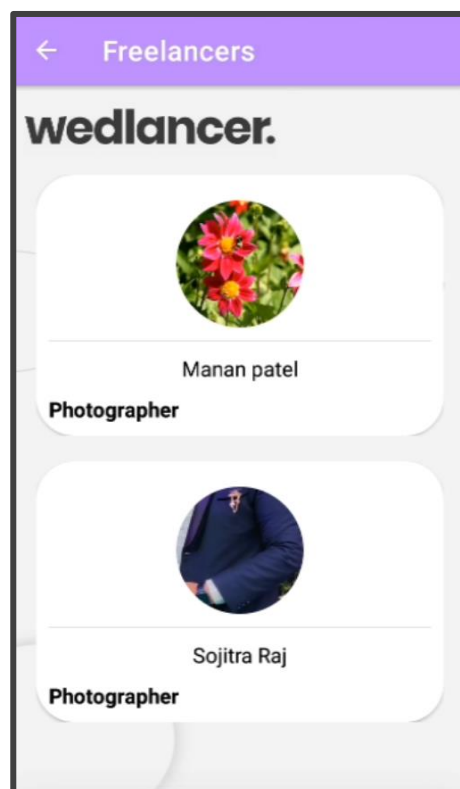 Freelancers
wedlancer.
Manan patel
Photographer
Sojitra Raj
Photographer